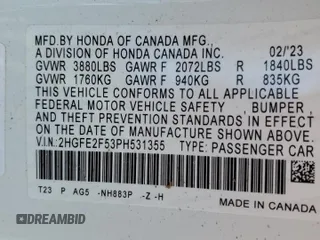 MFD.BY HONDA OF CANADA MFG.,
A DIVISION OF HONDA CANADA INC. 02/'23
GVWR 3880LBS GAWR F 2072LBS R 1840LBS
GVWR 1760KG GAWR F 940KG R 835KG
THIS VEHICLE CONFORMS TO ALL APPLICABLE
FEDERAL MOTOR VEHICLE SAFETY , BUMPER ,
AND THEFT PREVENTION STANDARDS IN EFFECT
ON THE DATE OF MANUFACTURE SHOWN ABOVE.
V.I.N.:2HGFE2F53PH531355 TYPE: PASSENGER CAR
T23 P AG5 -NH883P -Z -H
MADE IN CANADA
DREAMBID